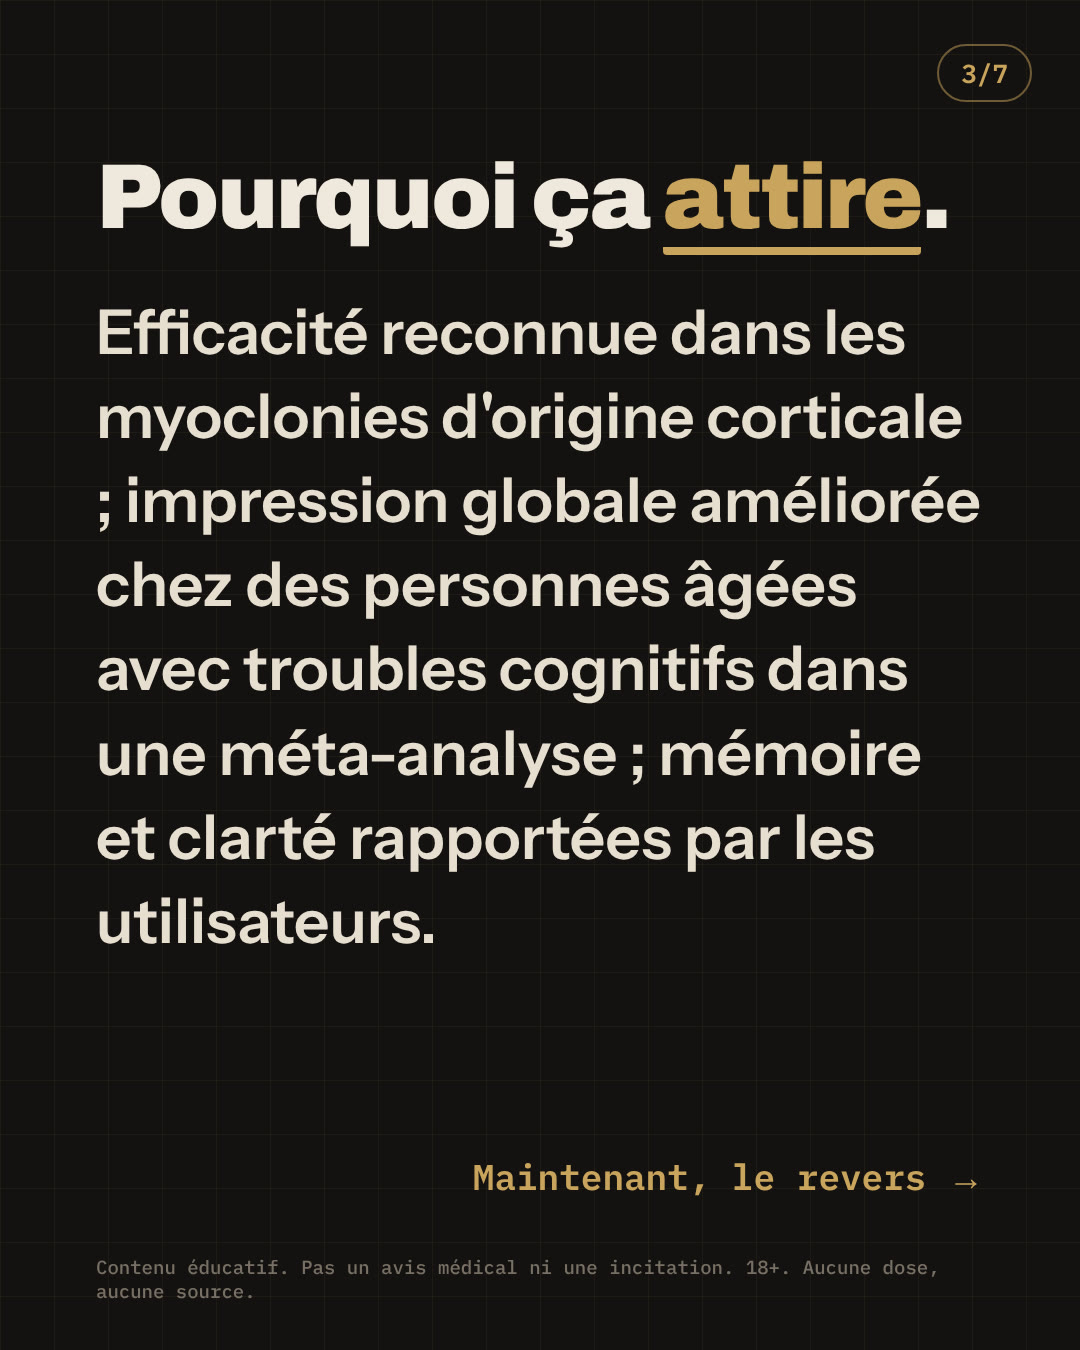 3/7
Pourquoi ça attire.
Efficacité reconnue dans les
myoclonies d'origine corticale
; impression globale améliorée
chez des personnes âgées
avec troubles cognitifs dans
une méta-analyse ; mémoire
et clarté rapportées par les
utilisateurs.
Maintenant, le revers →
Contenu éducatif. Pas un avis médical ni une incitation. 18+. Aucune dose,
aucune source.